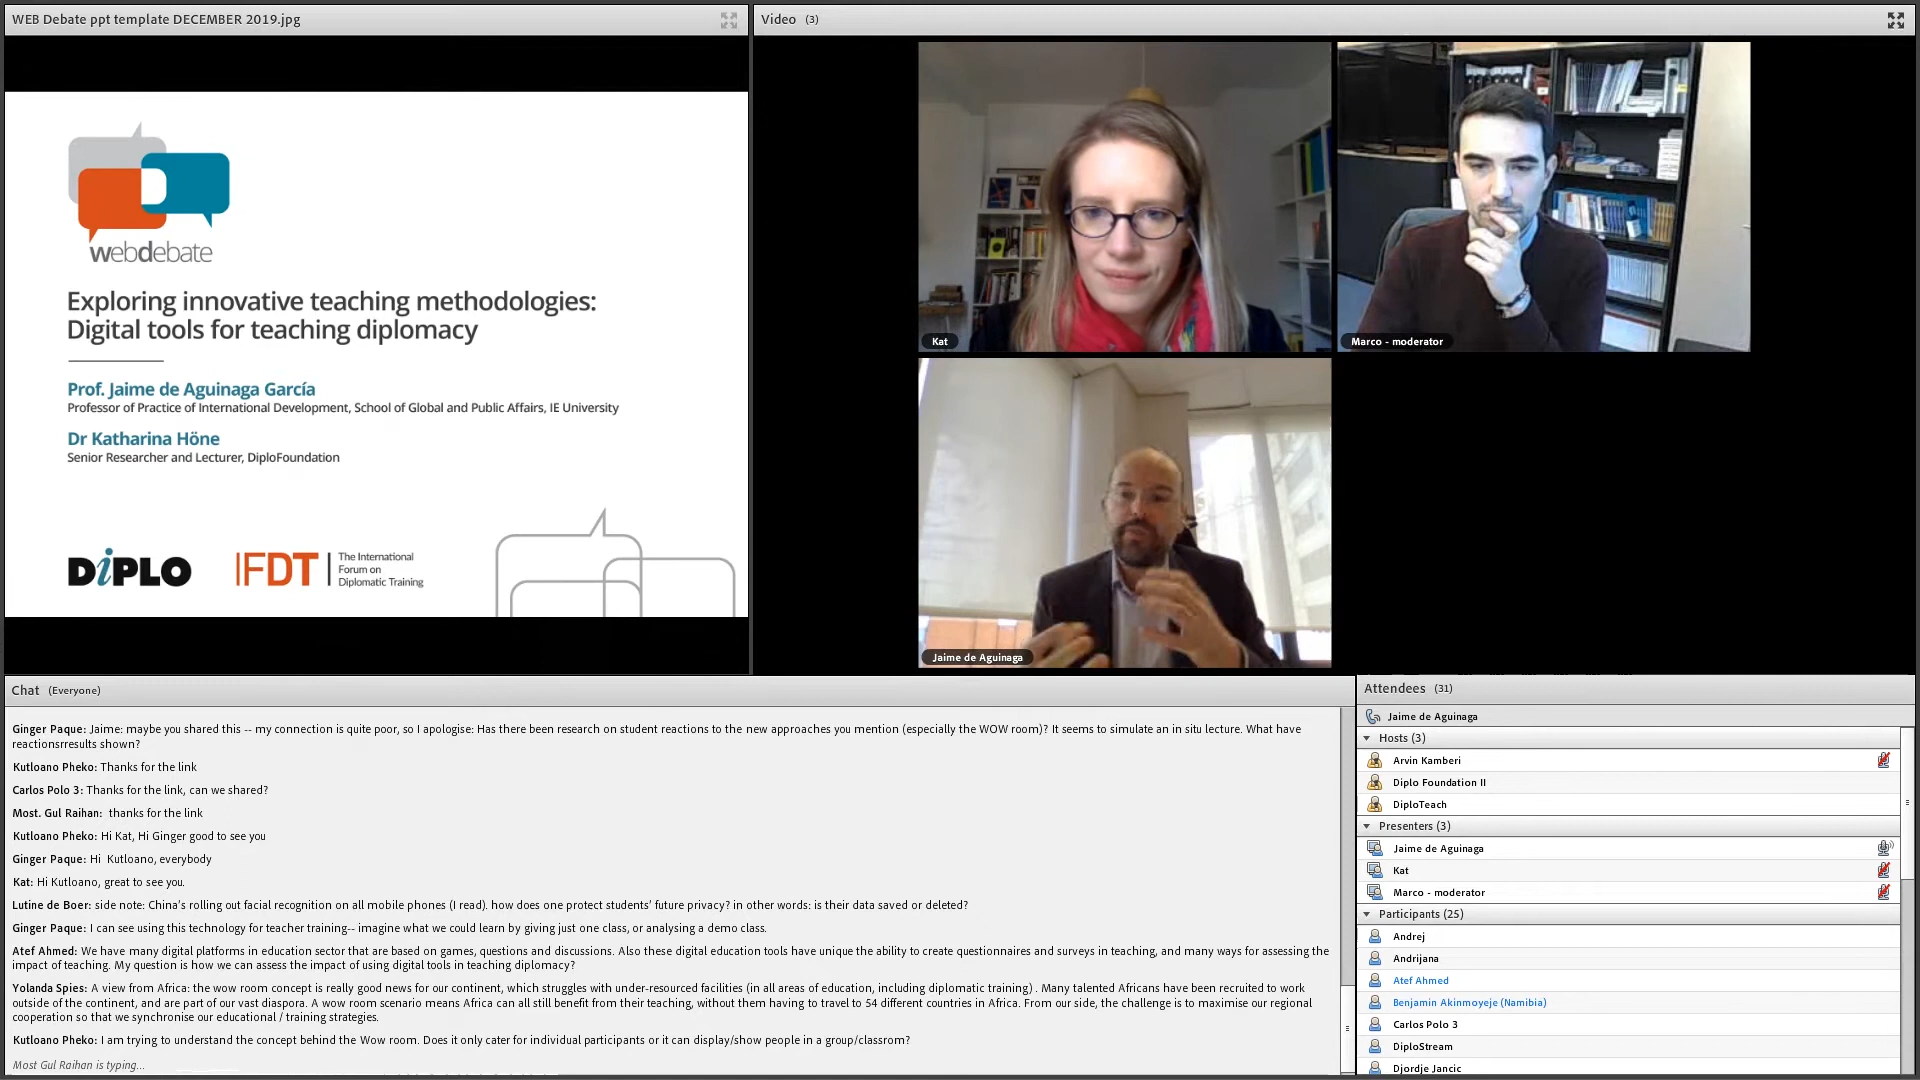 WEB Debate ppt template DECEMBER 2019.jpg
webdebate
Exploring innovative teaching methodologies:
Digital tools for teaching diplomacy
Prof. Jaime de Aguinaga García
Professor of Practice of International Development, School of Global and Public Affairs, IE University
Dr Katharina Höne
Senior Researcher and Lecturer, DiploFoundation
DiPLO
IFDT
The International
Forum on
Diplomatic Training
Video (3)
Kat
Marco - moderator
Jaime de Aguinaga
Chat (Everyone)
Ginger Paque: Jaime: maybe you shared this -- my connection is quite poor, so I apologise: Has there been research on student reactions to the new approaches you mention (especially the WOW room)? It seems to simulate an in situ lecture. What have
reactionsrresults shown?
Kutloano Pheko: Thanks for the link
Carlos Polo 3: Thanks for the link, can we shared?
Most. Gul Raihan: thanks for the link
Kutloano Pheko: Hi Kat, Hi Ginger good to see you
Ginger Paque: Hi Kutloano, everybody
Kat: Hi Kutloano, great to see you.
Lutine de Boer: side note: China's rolling out facial recognition on all mobile phones (I read). how does one protect students' future privacy? in other words: is their data saved or deleted?
Ginger Paque: I can see using this technology for teacher training-- imagine what we could learn by giving just one class, or analysing a demo class.
Atef Ahmed: We have many digital platforms in education sector that are based on games, questions and discussions. Also these digital education tools have unique the ability to create questionnaires and surveys in teaching, and many ways for assessing the
impact of teaching. My question is how we can assess the impact of using digital tools in teaching diplomacy?
Yolanda Spies: A view from Africa: the wow room concept is really good news for our continent, which struggles with under-resourced facilities (in all areas of education, including diplomatic training) . Many talented Africans have been recruited to work
outside of the continent, and are part of our vast diaspora. A wow room scenario means Africa can all still benefit from their teaching, without them having to travel to 54 different countries in Africa. From our side, the challenge is to maximise our regional
cooperation so that we synchronise our educational / training strategies.
Kutloano Pheko: I am trying to understand the concept behind the Wow room. Does it only cater for individual participants or it can display/show people in a group/classrom?
Most Gul Raihan is typing...
Attendees (31)
Jaime de Aguinaga
Hosts (3)
Arvin Kamberi
Diplo Foundation II
DiploTeach
Presenters (3)
Jaime de Aguinaga
Kat
Marco - moderator
Participants (25)
Andrej
Andrijana
Atef Ahmed
Benjamin Akinmoyeje (Namibia)
Carlos Polo 3
DiploStream
Djordje Jancic